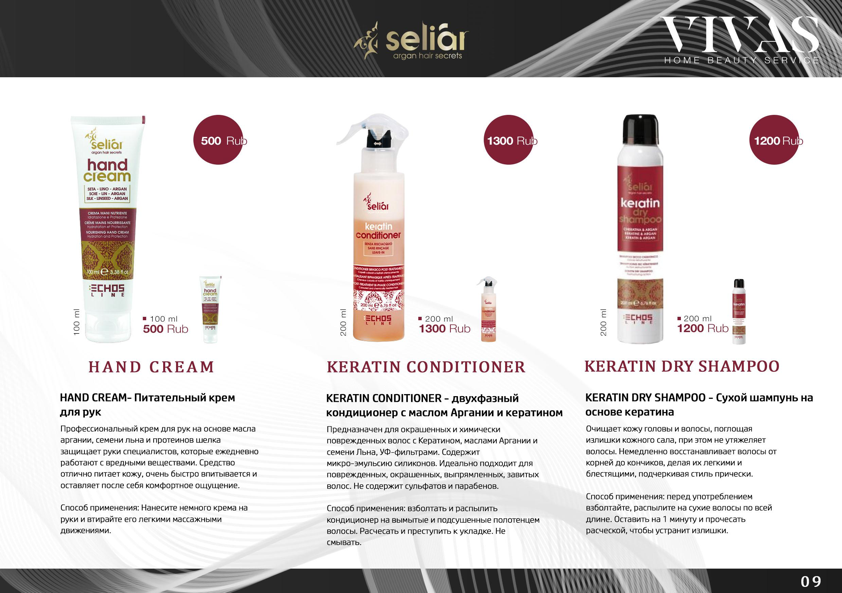 seliár
argan hair secrets
VIVAS
HOME BEAUTY SERVICE
500 Rub
seliár
argan hair secrets
hand
cream
SETA - LINO - ARGAN
SOIE - LIN - ARGAN
SILK - LINSEED - ARGAN
CREMA MANI NUTRIENTE
CRÈME MAINS NOURRISSANTE
NOURISHING HAND CREAM
ECHOS
LINE
100 ml
100 ml
500 Rub
HAND CREAM
HAND CREAM- Питательный крем
для рук
Профессиональный крем для рук на основе масла
аргании, семени льна и протеинов шелка
защищает руки специалистов, которые ежедневно
работают с вредными веществами. Средство
отлично питает кожу, очень быстро впитывается и
оставляет после себя комфортное ощущение.
Способ применения: Нанесите немного крема на
руки и втирайте его легкими массажными
движениями.
1300 Rub
seliár
keratin
conditioner
ECHOS
LINE
200 ml
200 ml
1300 Rub
KERATIN CONDITIONER
KERATIN CONDITIONER - двухфазный
кондиционер с маслом Аргании и кератином
Предназначен для окрашенных и химически
поврежденных волос с Кератином, маслами Аргании и
семени Льна, УФ-фильтрами. Содержит
микро-эмульсию силиконов. Идеально подходит для
поврежденных, окрашенных, выпрямленных, завитых
волос. Не содержит сульфатов и парабенов.
Способ применения: взболтать и распылить
кондиционер на вымытые и подсушенные полотенцем
волосы. Расчесать и преступить к укладке. Не
смывать.
1200 Rub
seliár
keratin
dry
shampoo
ECHOS
LINE
200 ml
200 ml
1200 Rub
KERATIN DRY SHAMPOO
KERATIN DRY SHAMPOO - Сухой шампунь на
основе кератина
Очищает кожу головы и волосы, поглощая
излишки кожного сала, при этом не утяжеляет
волосы. Немедленно восстанавливает волосы от
корней до кончиков, делая их легкими и
блестящими, подчеркивая стиль прически.
Способ применения: перед употреблением
взболтайте, распылите на сухие волосы по всей
длине. Оставить на 1 минуту и прочесать
расческой, чтобы устранит излишки.
09